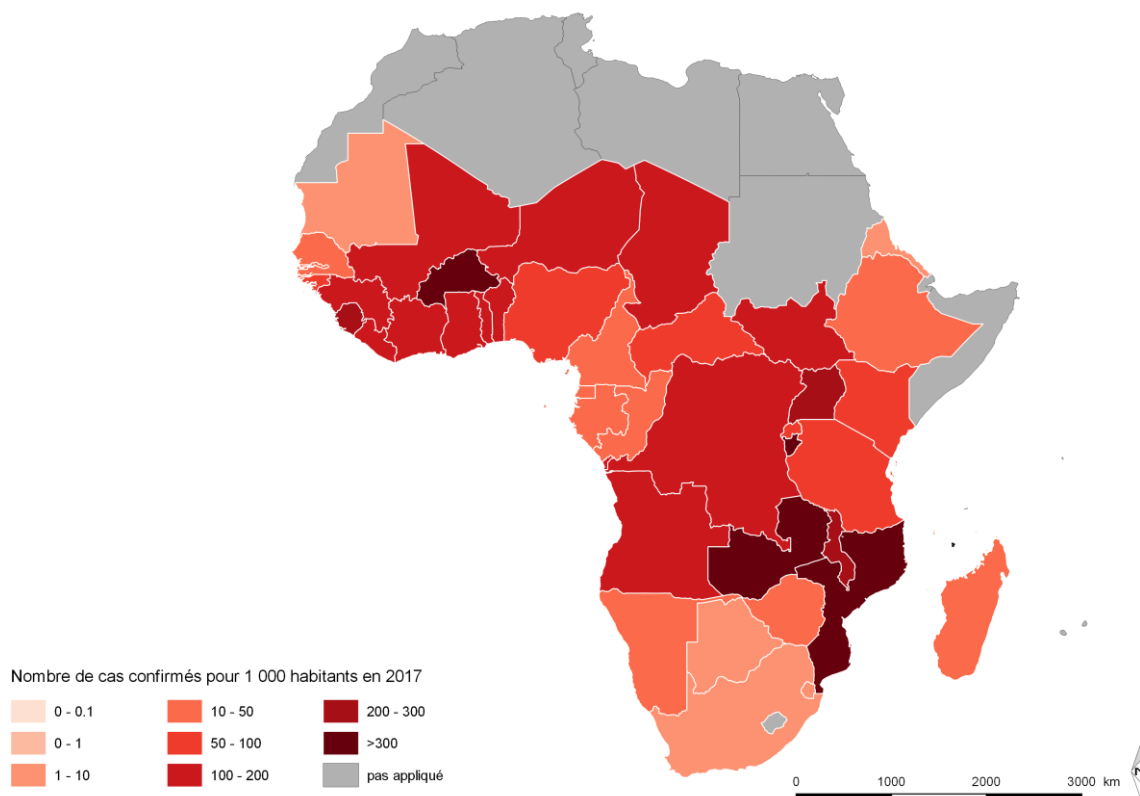 Nombre de cas confirmés pour 1 000 habitants en 2017
0 - 0.1
0 - 1
1 - 10
10 - 50
50 - 100
100 - 200
200 - 300
>300
pas appliqué
0 1000 2000 3000 km